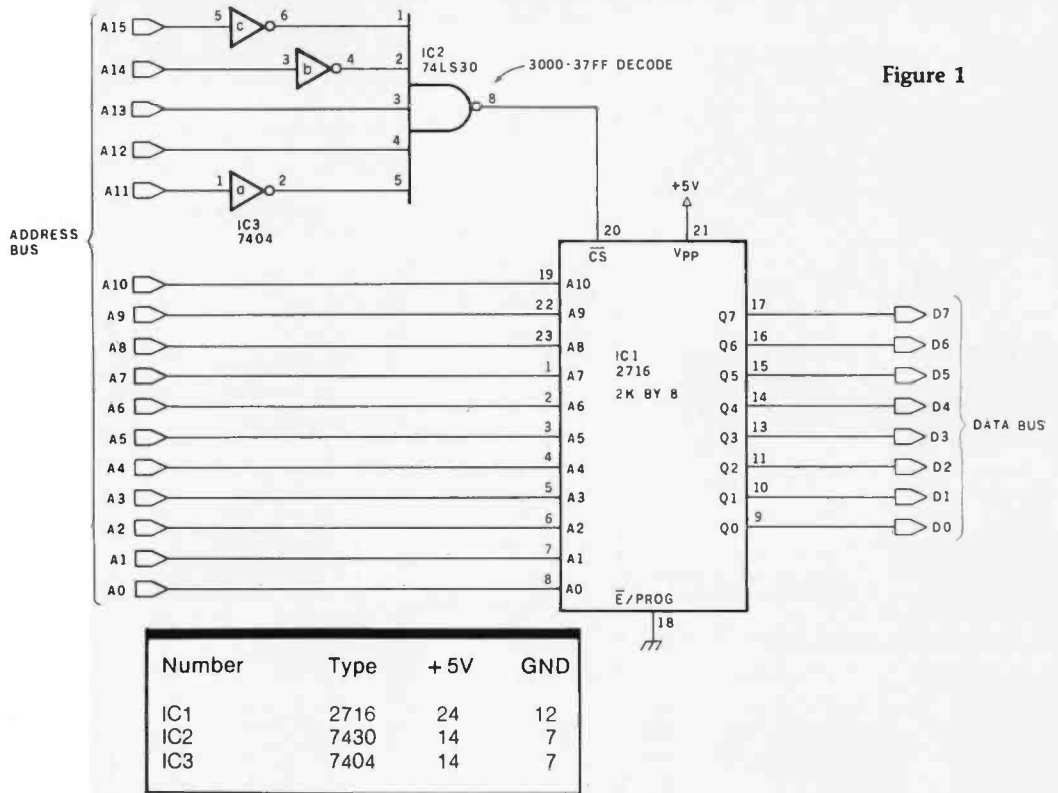 Figure 1
ADDRESS
BUS
A15
5
c
6
1
A14
3
b
4
2
A13
3
A12
4
A11
1
a
2
5
IC3
7404
IC2
74LS30
8
3000-37FF DECODE
+5V
20
21
CS
VPP
A10
19
A10
A9
22
A9
A8
23
A8
A7
1
A7
A6
2
A6
A5
3
A5
A4
4
A4
A3
5
A3
A2
6
A2
A1
7
A1
A0
8
A0
IC1
2716
2K BY 8
E/PROG
18
Q7
17
D7
Q6
16
D6
Q5
15
D5
Q4
14
D4
Q3
13
D3
Q2
11
D2
Q1
10
D1
Q0
9
D0
DATA BUS
Number Type +5V GND
IC1 2716 24 12
IC2 7430 14 7
IC3 7404 14 7